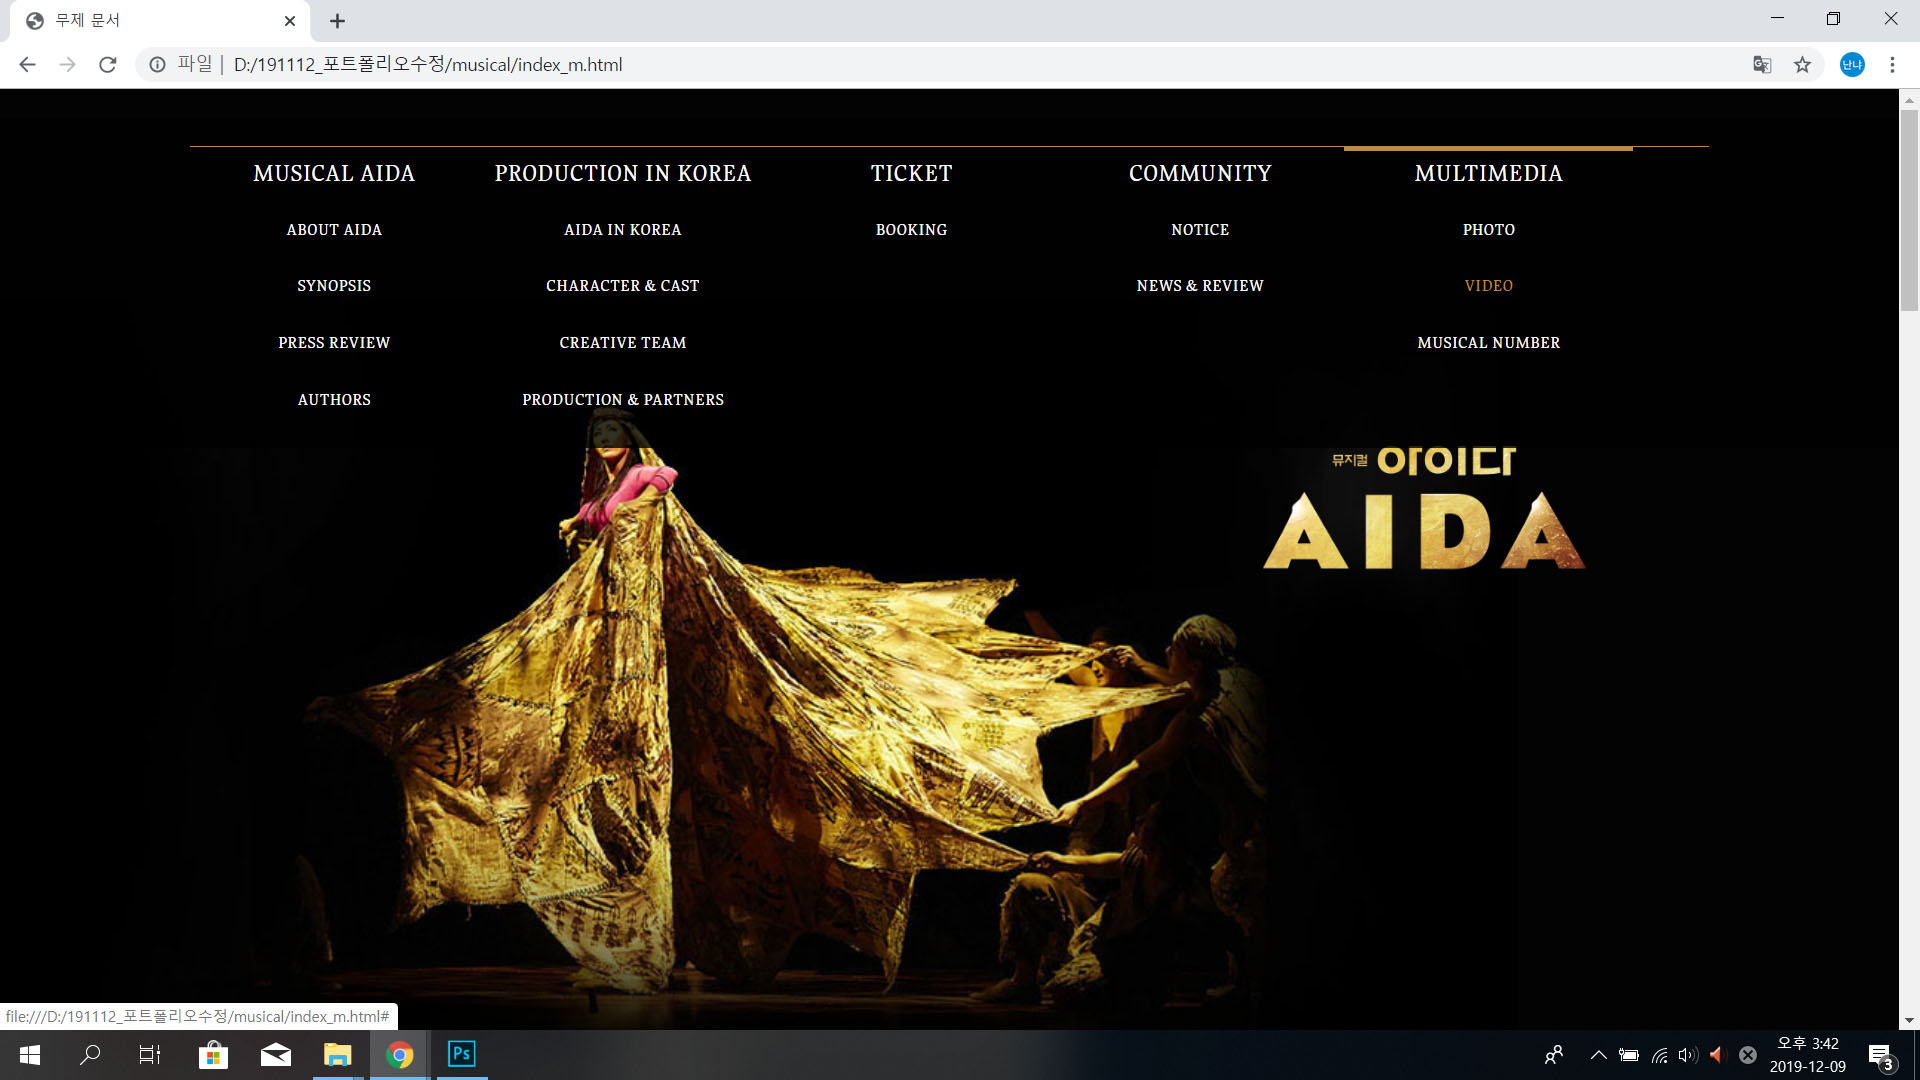 무제 문서
파일 | D:/191112_포트폴리오수정/musical/index_m.html
난냐
MUSICAL AIDA PRODUCTION IN KOREA TICKET COMMUNITY MULTIMEDIA
ABOUT AIDA AIDA IN KOREA BOOKING NOTICE PHOTO
SYNOPSIS CHARACTER & CAST NEWS & REVIEW VIDEO
PRESS REVIEW CREATIVE TEAM MUSICAL NUMBER
AUTHORS PRODUCTION & PARTNERS
뮤지컬 아이다
AIDA
file:///D:/191112_포트폴리오수정/musical/index_m.html#
Ps
오후 3:42
2019-12-09
3